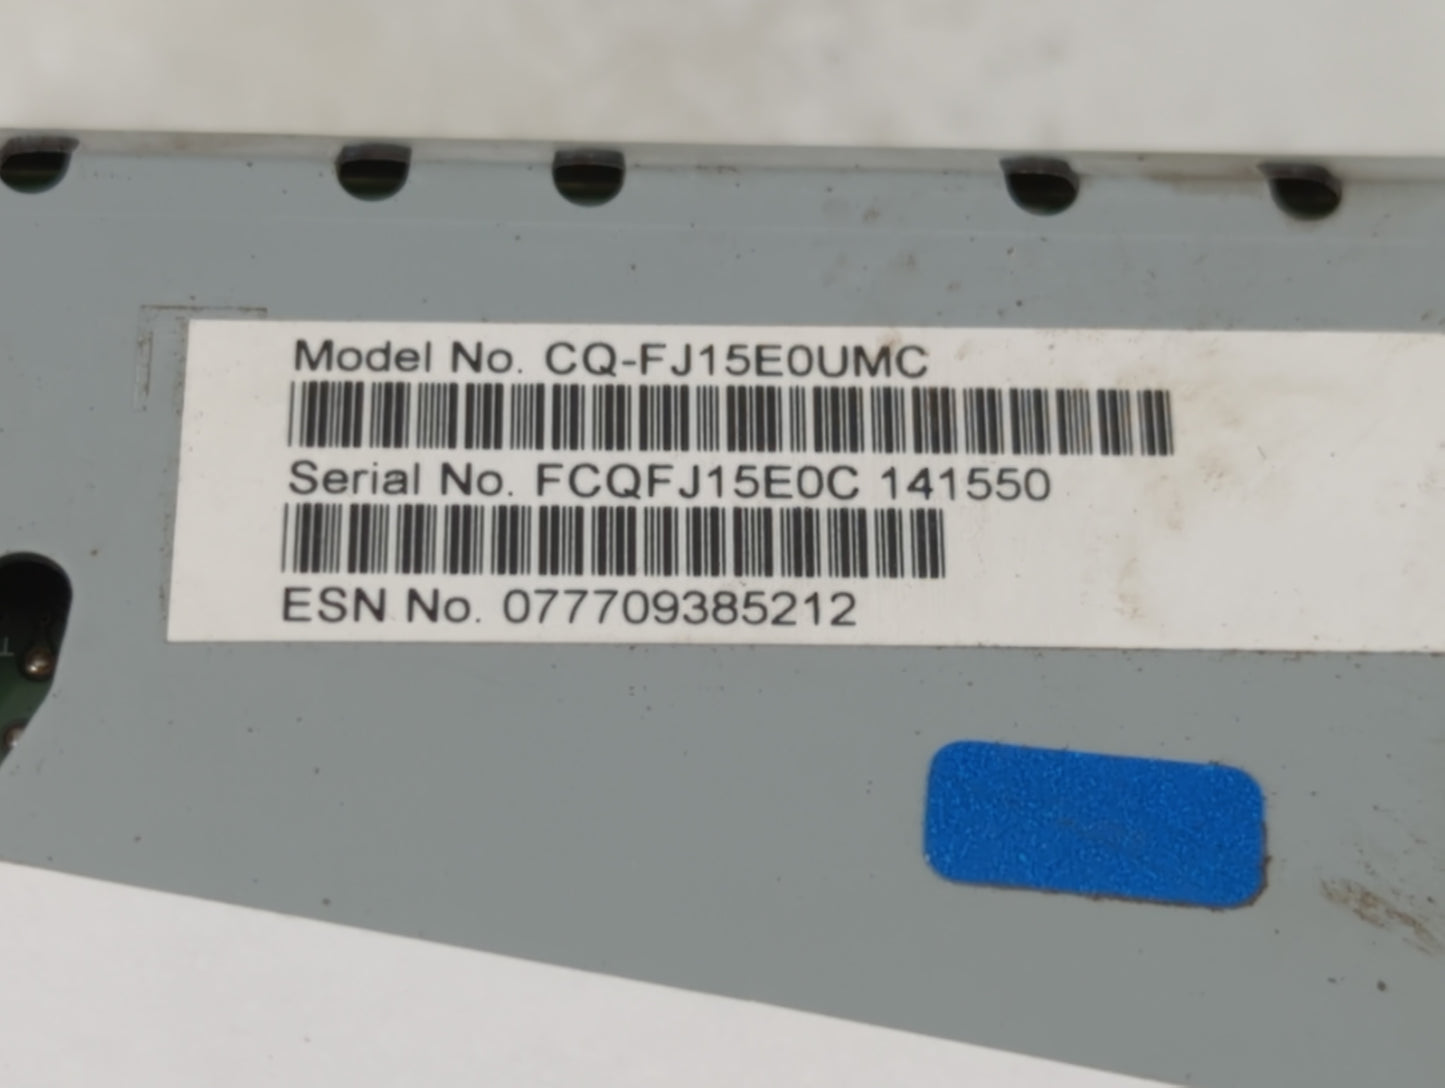 Model No. CQ-FJ15E0UMC
Serial No. FCQFJ15E0C 141550
ESN No. 077709385212